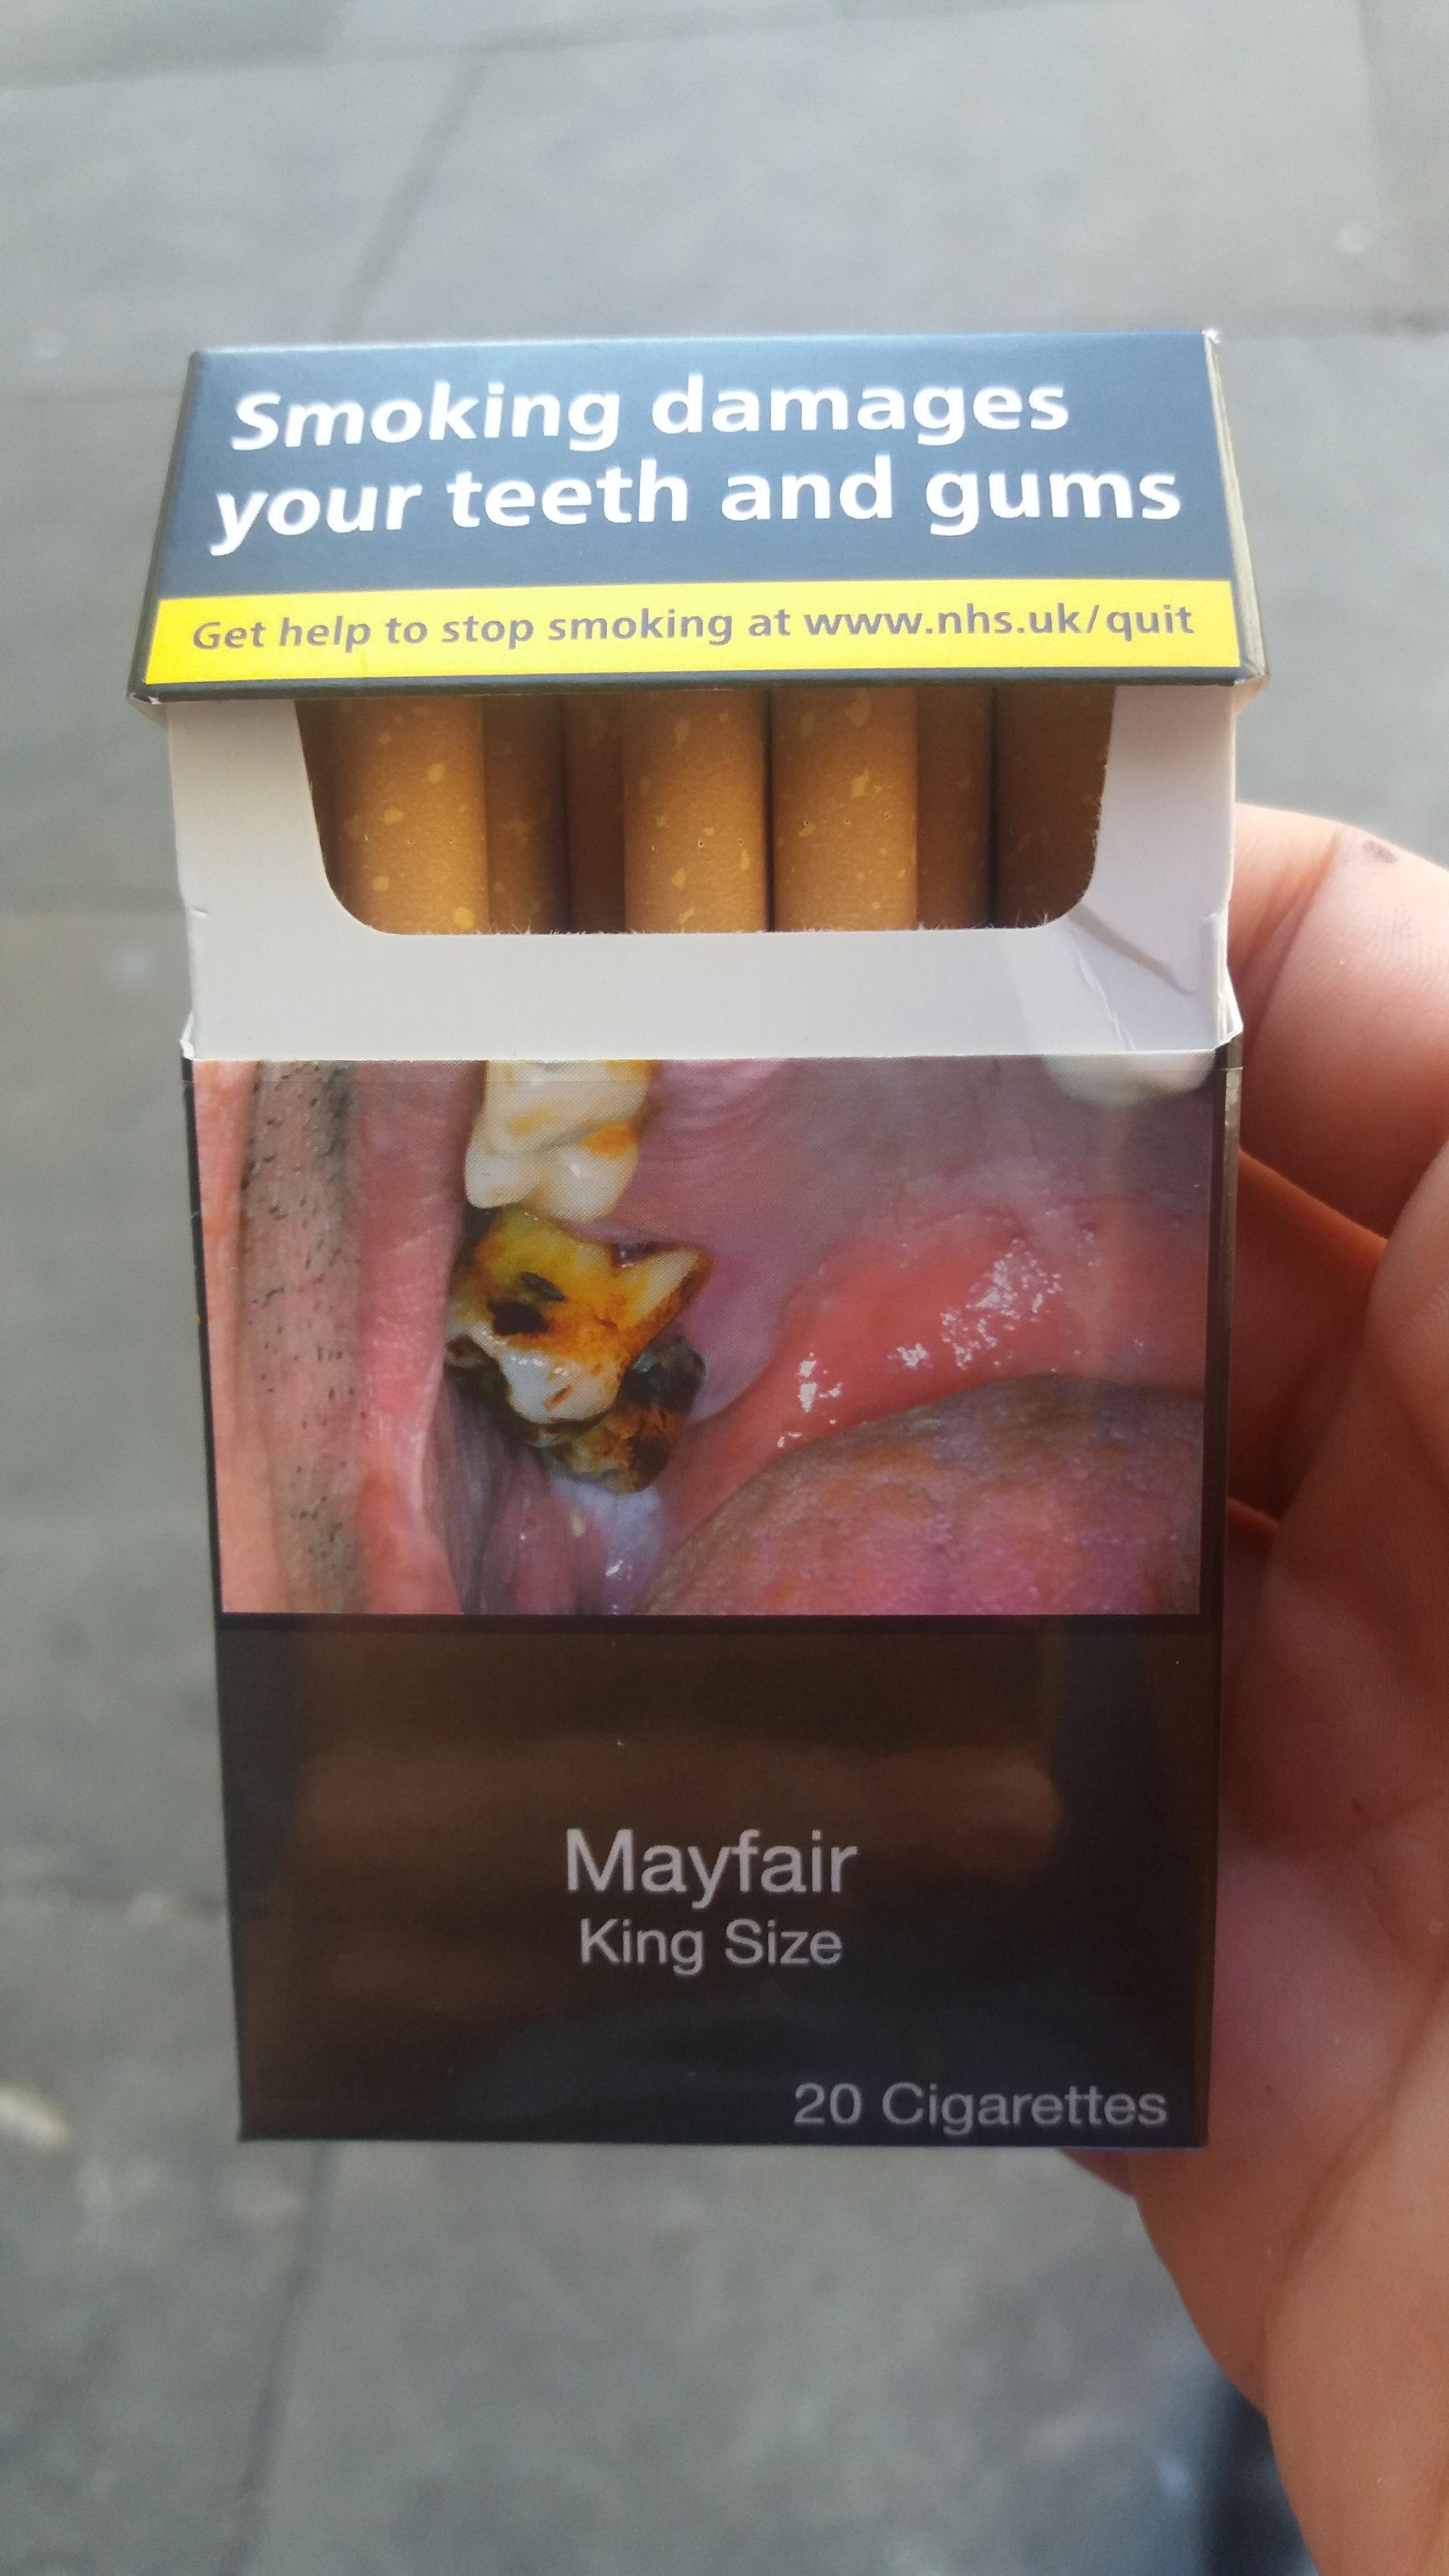 Smoking damages
your teeth and gums
Get help to stop smoking at www.nhs.uk/quit
Mayfair
King Size
20 Cigarettes